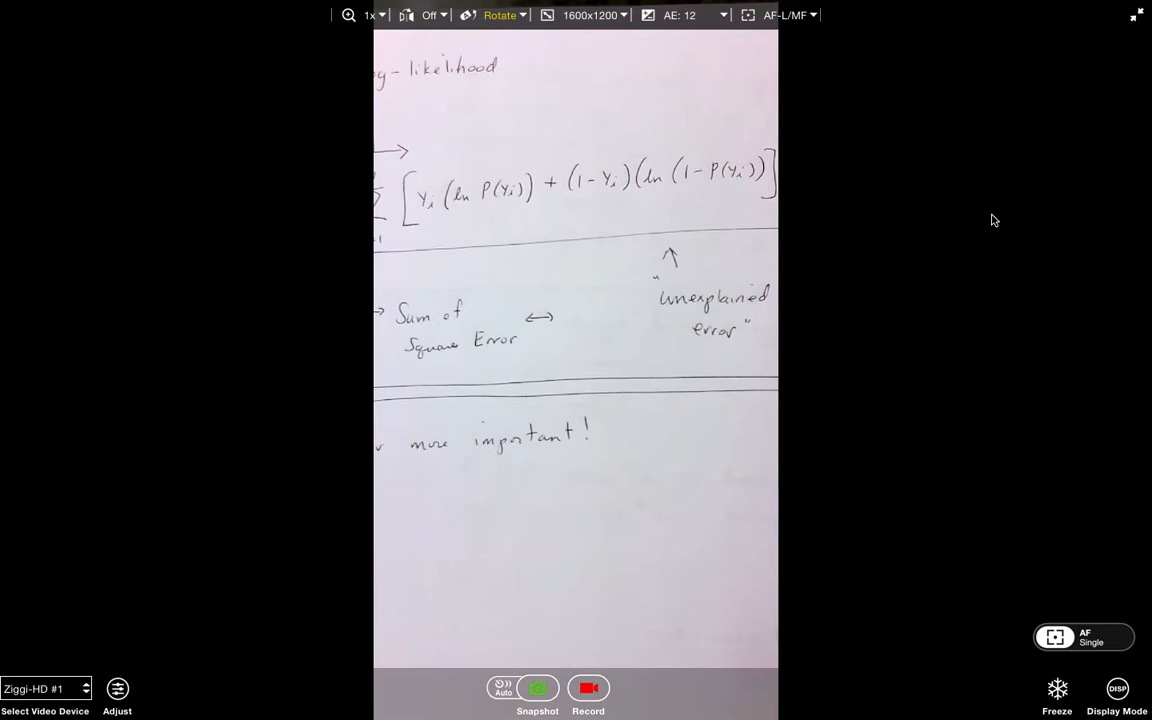 1x Off Rotate 1600x1200 AE: 12 AF-L/MF
g-likelihood
[Yi (ln P(Yi)) + (1-Yi)(ln (1-P(Yi))]
Sum of
Square Error
"unexplained
error"
more important!
AF
Single
Ziggi-HD #1
Select Video Device
Adjust
Auto
Snapshot
Record
Freeze
DISP
Display Mode